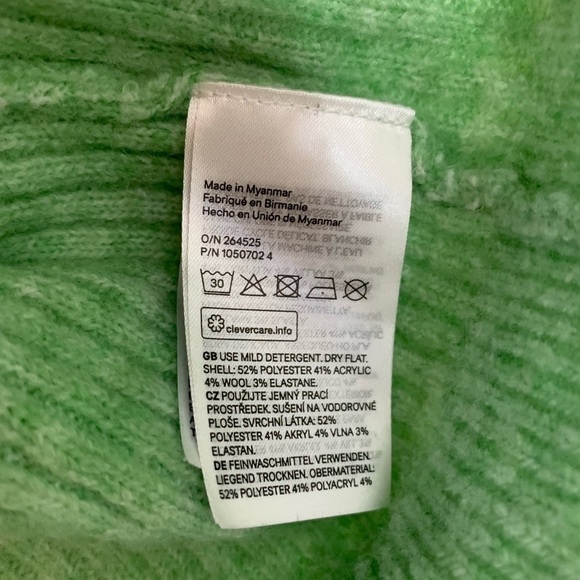 Made in Myanmar
Fabriqué en Birmanie
Hecho en Unión de Myanmar
O/N 264525
P/N 1050702 4
30
clevercare.info
GB USE MILD DETERGENT. DRY FLAT.
SHELL: 52% POLYESTER 41% ACRYLIC
4% WOOL 3% ELASTANE.
CZ POUŽIJTE JEMNÝ PRACÍ
PROSTŘEDEK. SUŠENÍ NA VODOROVNÉ
PLOŠE. SVRCHNÍ LÁTKA: 52%
POLYESTER 41% AKRYL 4% VLNA 3%
ELASTAN.
DE FEINWASCHMITTEL VERWENDEN.
LIEGEND TROCKNEN. OBERMATERIAL:
52% POLYESTER 41% POLYACRYL 4%